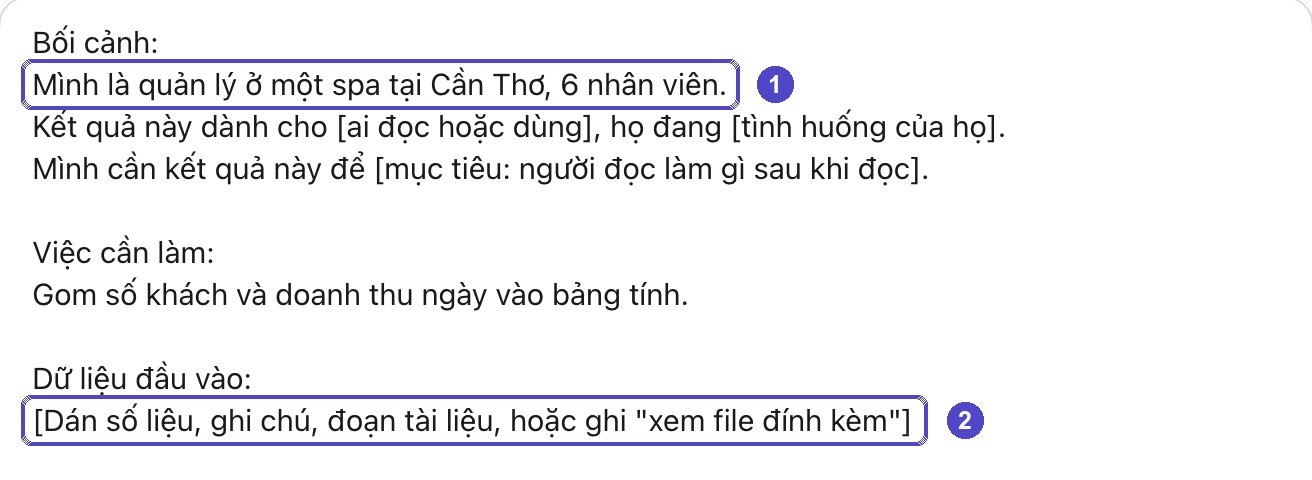 Bối cảnh:
Mình là quản lý ở một spa tại Cần Thơ, 6 nhân viên. 1
Kết quả này dành cho [ai đọc hoặc dùng], họ đang [tình huống của họ].
Mình cần kết quả này để [mục tiêu: người đọc làm gì sau khi đọc].
Việc cần làm:
Gom số khách và doanh thu ngày vào bảng tính.
Dữ liệu đầu vào:
[Dán số liệu, ghi chú, đoạn tài liệu, hoặc ghi "xem file đính kèm"] 2